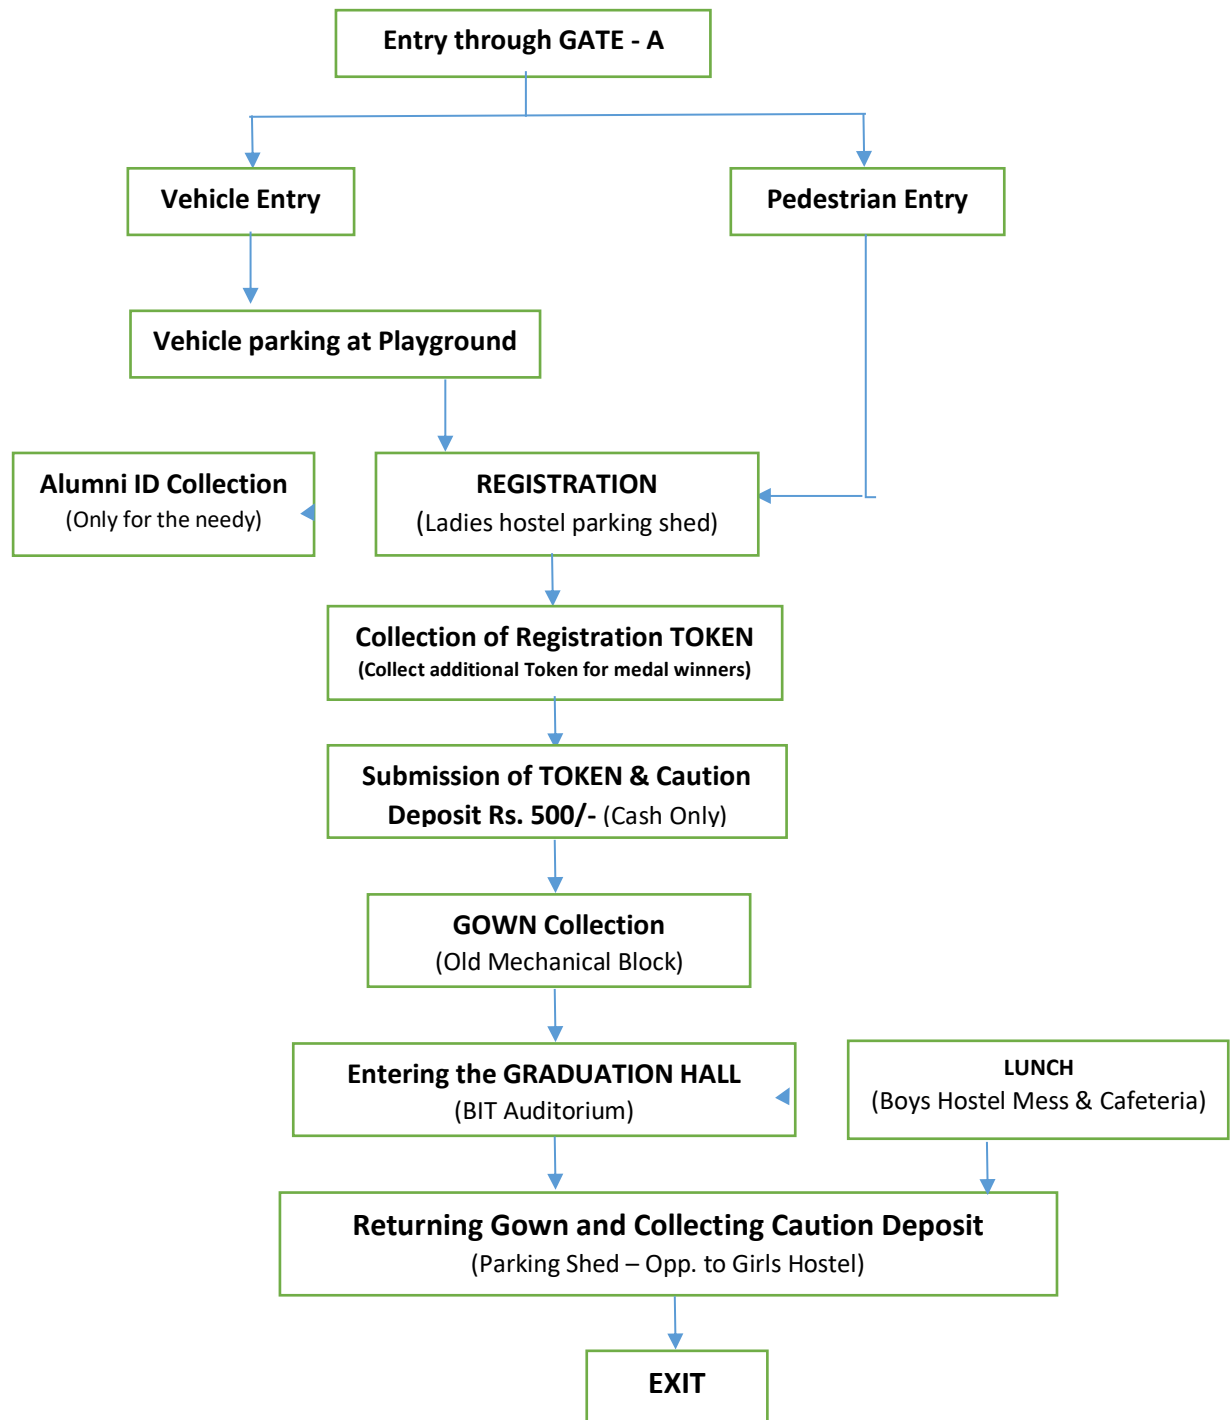 Entry through GATE - A
Vehicle Entry
Pedestrian Entry
Vehicle parking at Playground
Alumni ID Collection
(Only for the needy)
REGISTRATION
(Ladies hostel parking shed)
Collection of Registration TOKEN
(Collect additional Token for medal winners)
Submission of TOKEN & Caution
Deposit Rs. 500/- (Cash Only)
GOWN Collection
(Old Mechanical Block)
Entering the GRADUATION HALL
(BIT Auditorium)
LUNCH
(Boys Hostel Mess & Cafeteria)
Returning Gown and Collecting Caution Deposit
(Parking Shed – Opp. to Girls Hostel)
EXIT